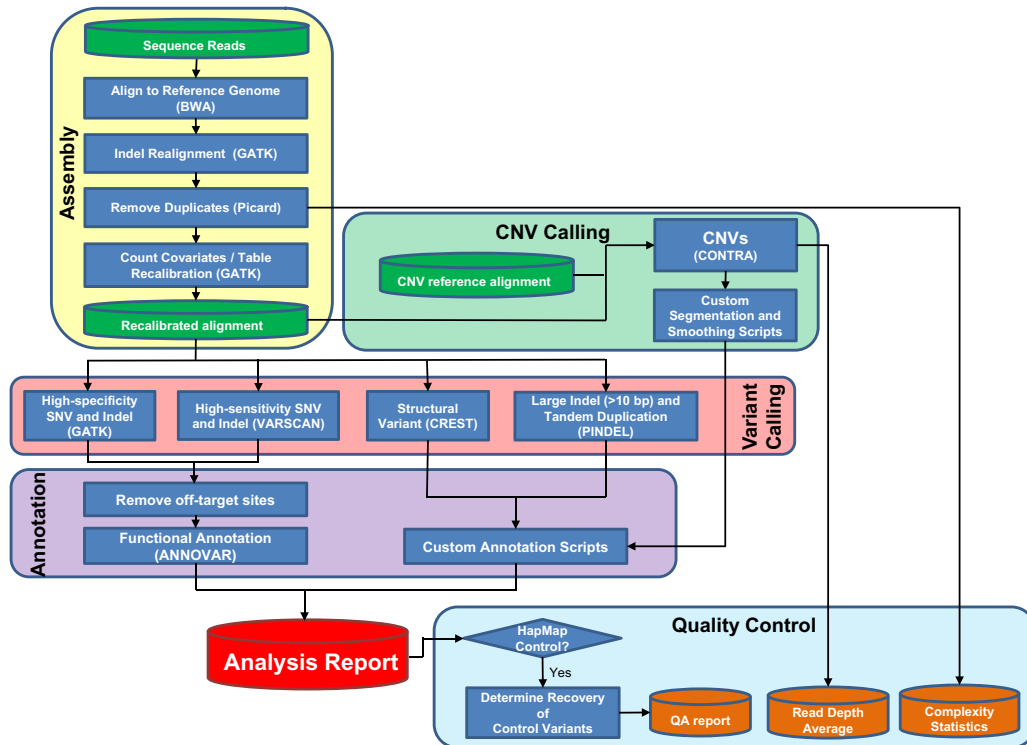 Sequence Reads
Align to Reference Genome
(BWA)
Indel Realignment (GATK)
Remove Duplicates (Picard)
Count Covariates / Table
Recalibration (GATK)
Recalibrated alignment
Assembly
CNV Calling
CNV reference alignment
CNVs
(CONTRA)
Custom
Segmentation and
Smoothing Scripts
High-specificity
SNV and Indel
(GATK)
High-sensitivity SNV
and Indel (VARSCAN)
Structural
Variant (CREST)
Large Indel (>10 bp) and
Tandem Duplication
(PINDEL)
Variant
Calling
Annotation
Remove off-target sites
Functional Annotation
(ANNOVAR)
Custom Annotation Scripts
Analysis Report
Quality Control
HapMap
Control?
Yes
Determine Recovery
of
Control Variants
QA report
Read Depth
Average
Complexity
Statistics